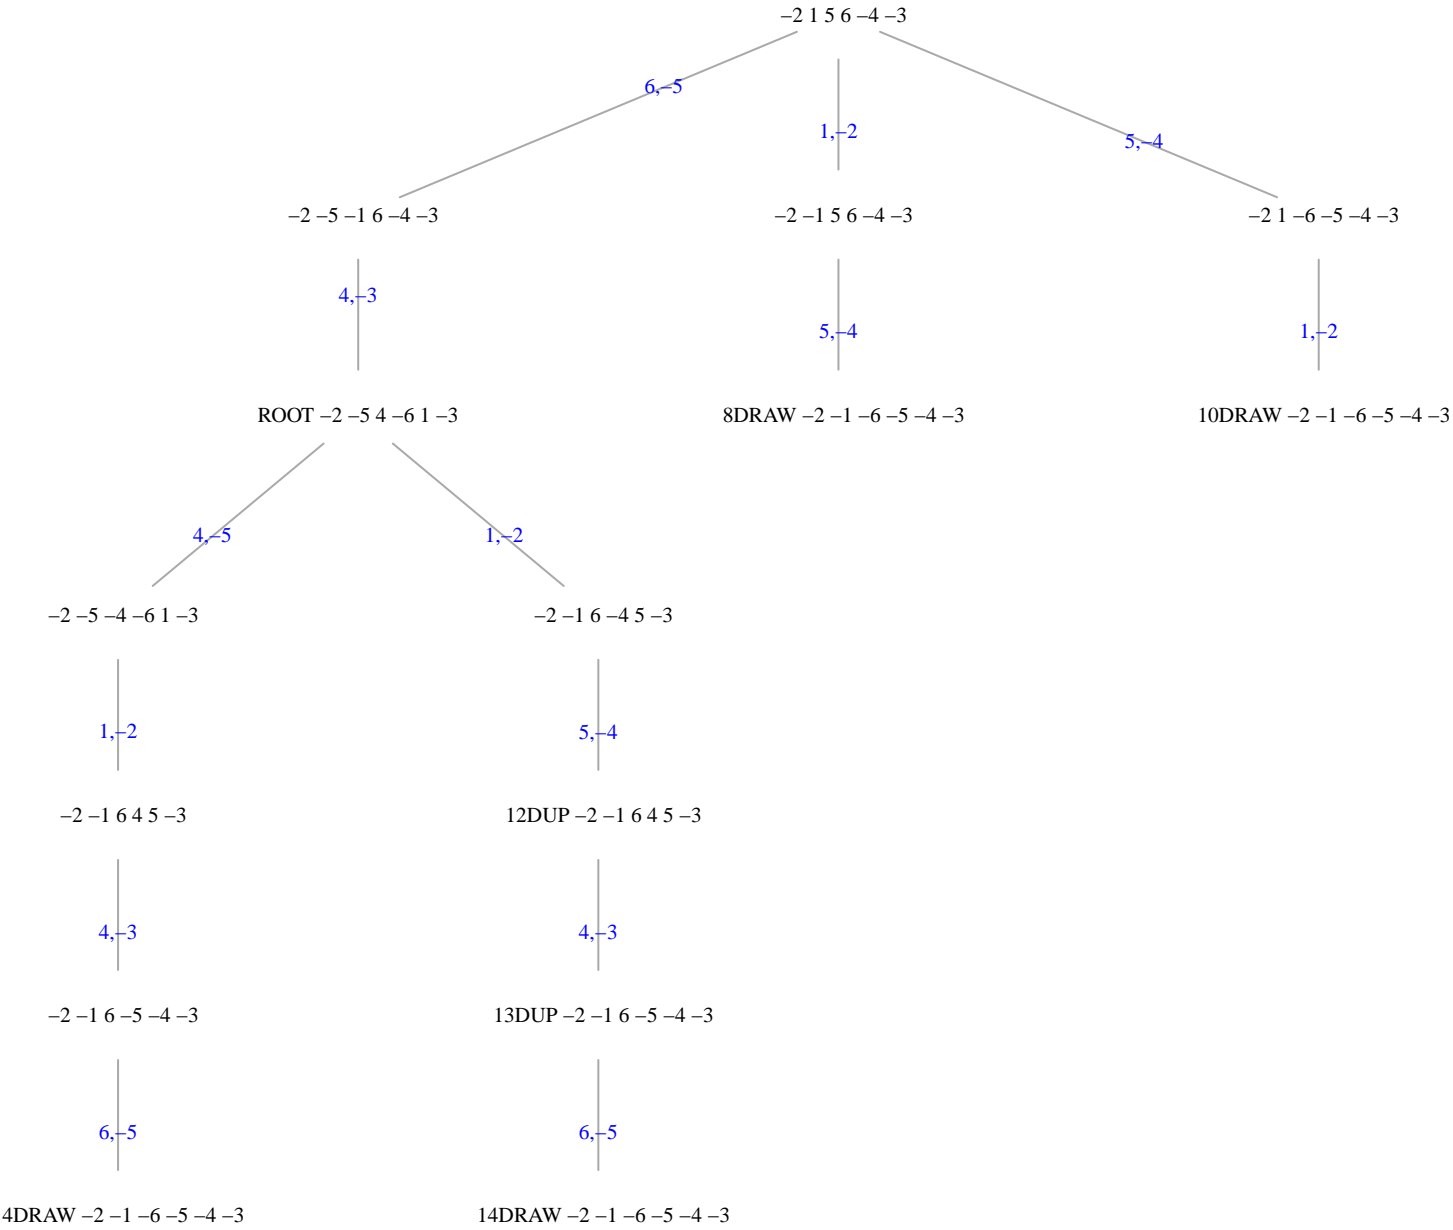 –2 1 5 6 –4 –3
6,–5
1,–2
5,–4
–2 –5 –1 6 –4 –3
–2 –1 5 6 –4 –3
–2 1 –6 –5 –4 –3
4,–3
5,–4
1,–2
ROOT –2 –5 4 –6 1 –3
8DRAW –2 –1 –6 –5 –4 –3
10DRAW –2 –1 –6 –5 –4 –3
4,–5
1,–2
–2 –5 –4 –6 1 –3
–2 –1 6 –4 5 –3
1,–2
5,–4
–2 –1 6 4 5 –3
12DUP –2 –1 6 4 5 –3
4,–3
4,–3
–2 –1 6 –5 –4 –3
13DUP –2 –1 6 –5 –4 –3
6,–5
6,–5
4DRAW –2 –1 –6 –5 –4 –3
14DRAW –2 –1 –6 –5 –4 –3